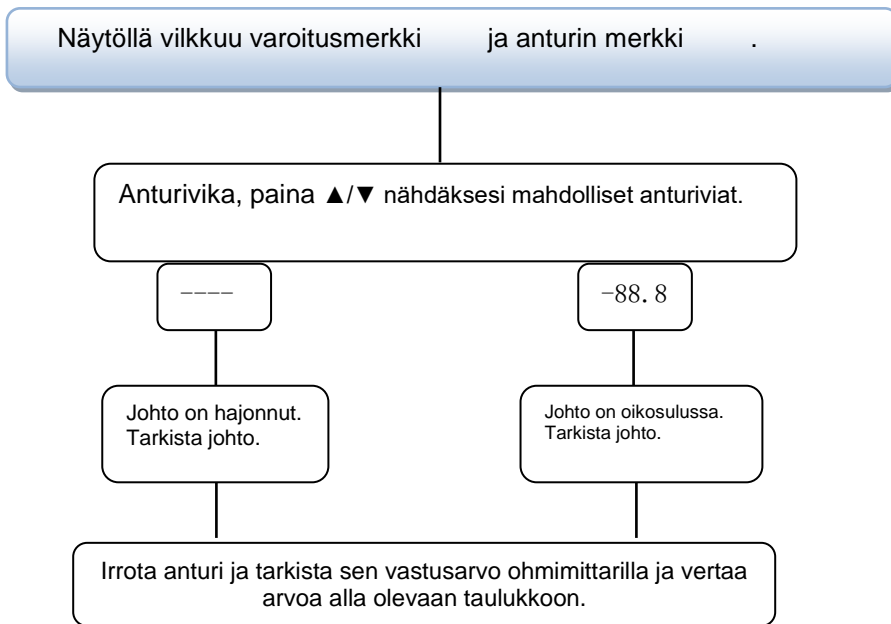 Näytöllä vilkkuu varoitusmerkki ja anturin merkki .
Anturivika, paina ▲/▼ nähdäksesi mahdolliset anturiviat.
----
-88.8
Johto on hajonnut.
Tarkista johto.
Johto on oikosulussa.
Tarkista johto.
Irrota anturi ja tarkista sen vastusarvo ohmimittarilla ja vertaa
arvoa alla olevaan taulukkoon.